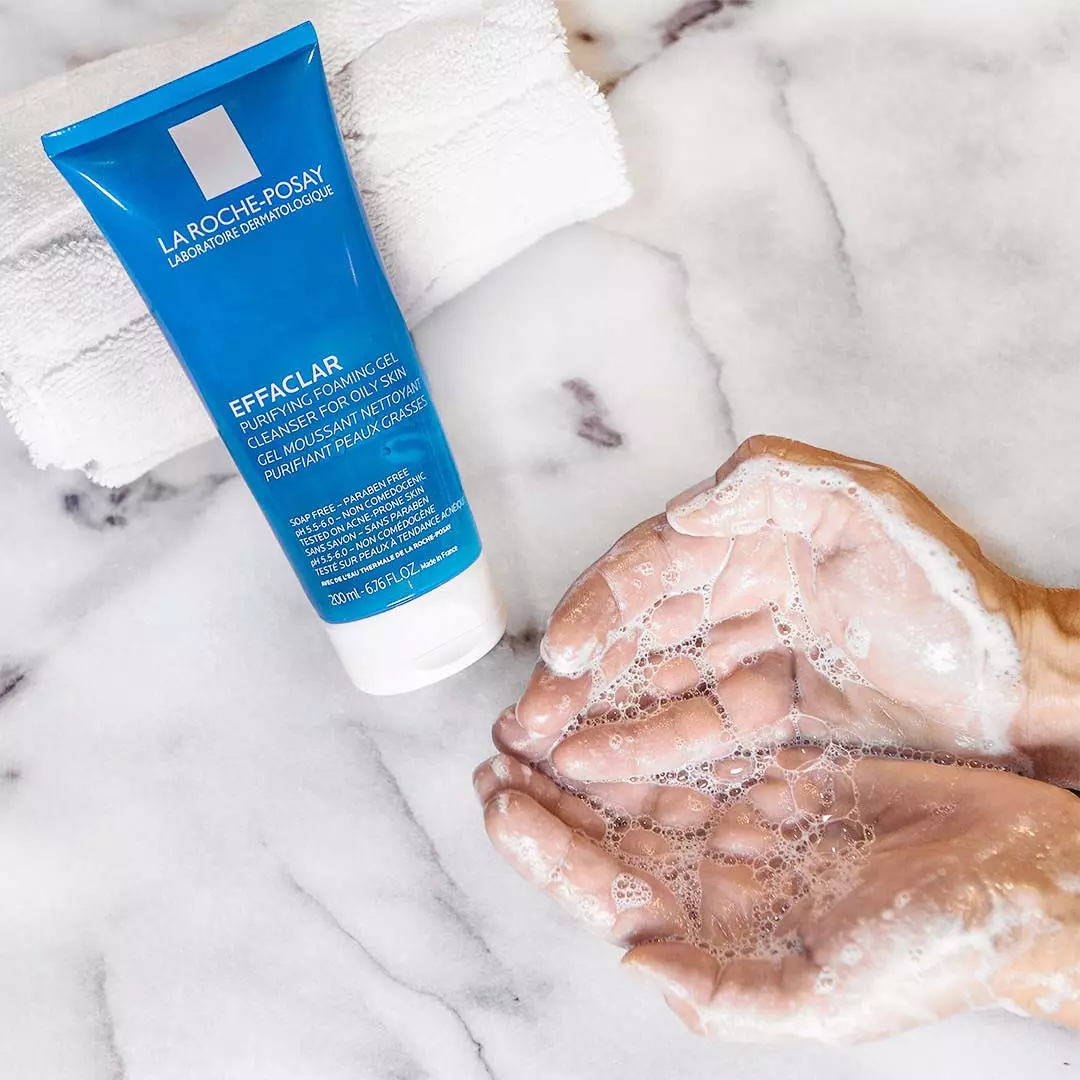 LA ROCHE-POSAY
LABORATOIRE DERMATOLOGIQUE
EFFACLAR
PURIFYING FOAMING GEL
CLEANSER FOR OILY SKIN
GEL MOUSSANT NETTOYANT
PURIFIANT PEAUX GRASSES
SOAP FREE – PARABEN FREE
pH 5.5-6.0 – NON COMEDOGENIC
TESTED ON ACNE-PRONE SKIN
SANS SAVON – SANS PARABEN
pH 5.5-6.0 – NON COMÉDOGÈNE
TESTÉ SUR PEAUX À TENDANCE ACNÉIQUE
AVEC DE L'EAU THERMALE DE LA ROCHE-POSAY
200 ml - 6.76 FL.OZ. Made in France